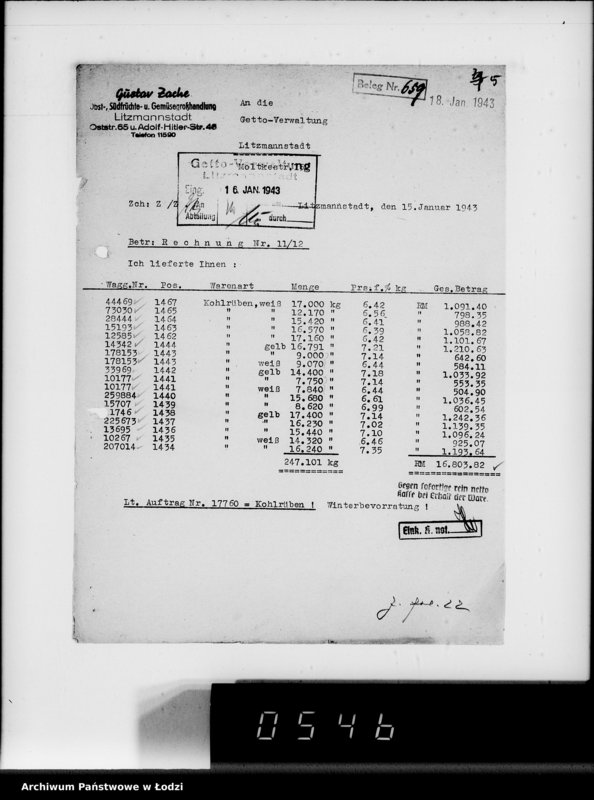 Gustav Zache
Obst-, Südfrüchte- u. Gemüsegroßhandlung
Litzmannstadt
Oststr. 65 u. Adolf-Hitler-Str. 46
Telefon 11590
An die
Getto-Verwaltung
Litzmannstadt
Moltkestr.
Beleg Nr. 659
18. Jan. 1943
5
Getto-Verwaltung
Litzmannstadt
Eing. 16. JAN. 1943
Abteilung durch
Zch: Z /Z
Litzmannstadt, den 15.Januar 1943
Betr: R e c h n u n g Nr. 11/12
Ich lieferte Ihnen :
Wagg.Nr. Pos. Warenart Menge Prs.f.% kg Ges.Betrag
44469 1467 Kohlrüben,weiß 17.000 kg 6.42 RM 1.091.40
73030 1465 " " 12.170 " 6.56 " 798.35
28444 1464 " " 15.420 " 6.41 " 988.42
15193 1463 " " 16.570 " 6.39 " 1.058.82
12585 1462 " " 17.160 " 6.42 " 1.101.67
14342 1444 " gelb 16.791 " 7.21 " 1.210.63
178153 1443 " " 9.000 " 7.14 " 642.60
178153 1443 " weiß 9.070 " 6.44 " 584.11
33969 1442 " gelb 14.400 " 7.18 " 1.033.92
10177 1441 " " 7.750 " 7.14 " 553.35
10177 1441 " weiß 7.840 " 6.44 " 504.90
259884 1440 " " 15.680 " 6.61 " 1.036.45
15707 1439 " " 8.620 " 6.99 " 602.54
1746 1438 " gelb 17.400 " 7.14 " 1.242.36
225673 1437 " " 16.230 " 7.02 " 1.139.35
13695 1436 " " 15.440 " 7.10 " 1.096.24
10267 1435 " weiß 14.320 " 6.46 " 925.07
207014 1434 " " 16.240 " 7.35 " 1.193.64
247.101 kg RM 16.803.82
Gegen sofortige rein netto
Kasse bei Erhalt der Ware.
Lt. Auftrag Nr. 17760 = Kohlrüben ! Winterbevorratung !
Eink. K. not.
0546
Archiwum Państwowe w Łodzi